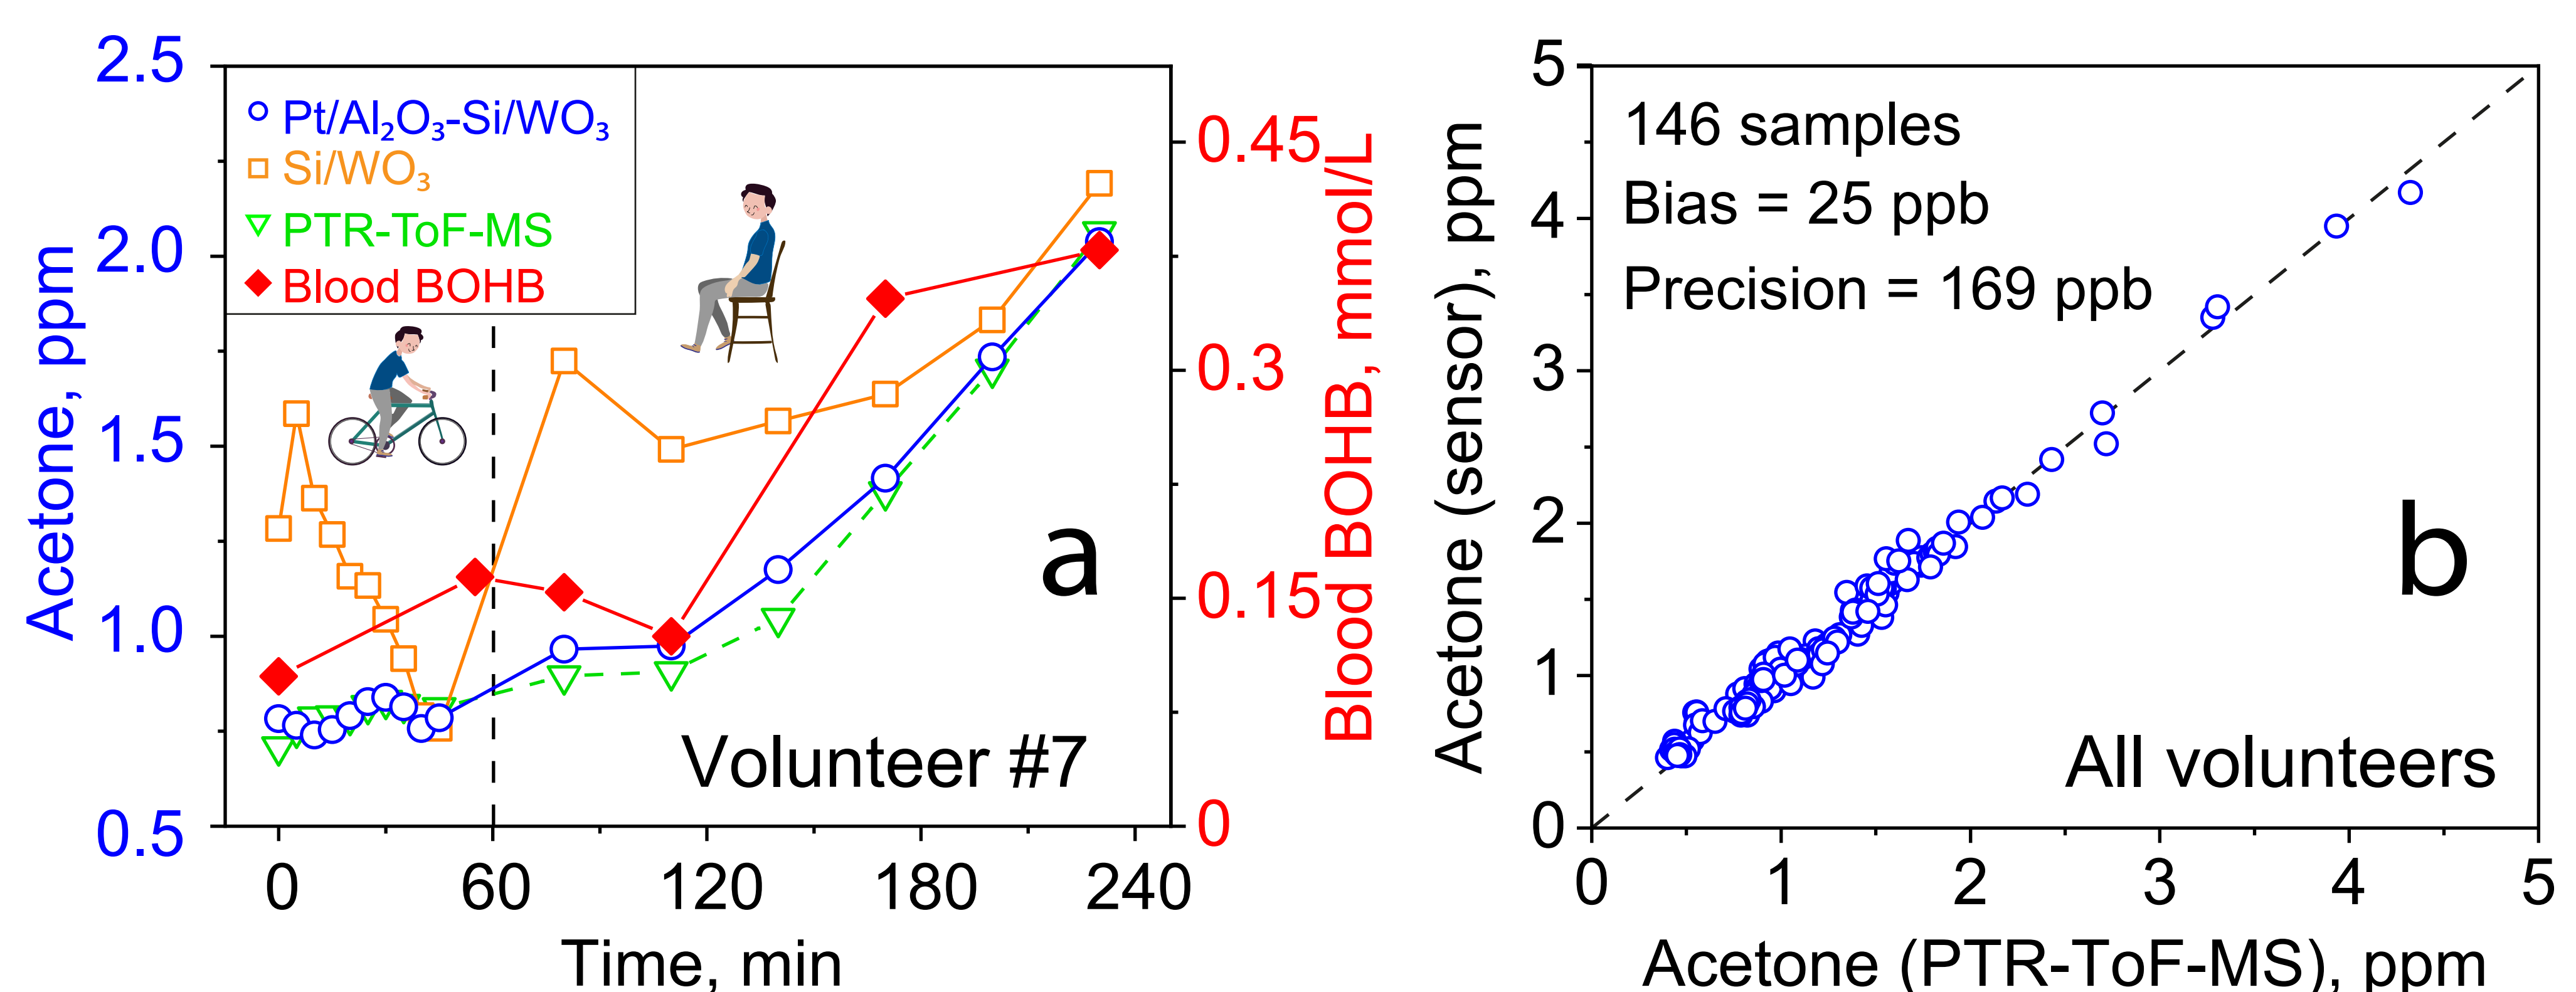 2.5
2.0
1.5
1.0
0.5
Acetone, ppm
Pt/Al₂O₃-Si/WO₃
Si/WO₃
PTR-ToF-MS
Blood BOHB
a
Volunteer #7
0.45
0.3
0.15
0
Blood BOHB, mmol/L
0 60 120 180 240
Time, min
5
4
3
2
1
0
Acetone (sensor), ppm
146 samples
Bias = 25 ppb
Precision = 169 ppb
b
All volunteers
0 1 2 3 4 5
Acetone (PTR-ToF-MS), ppm